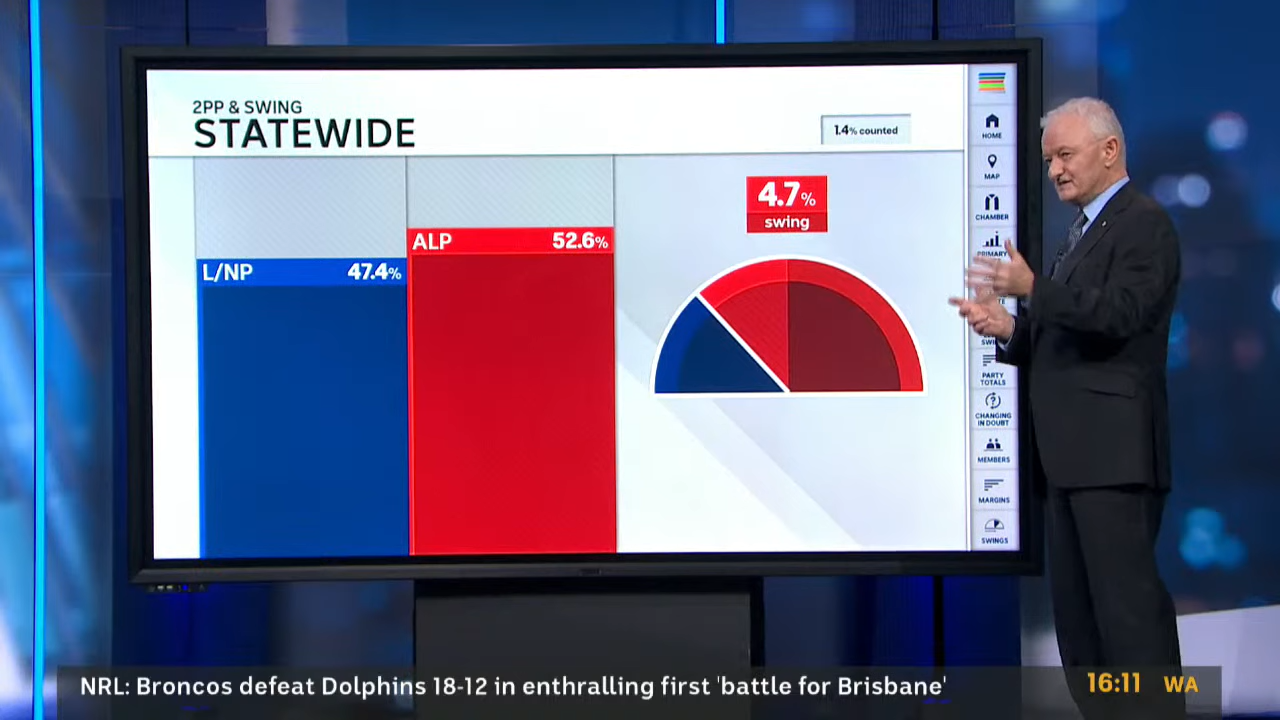 2PP & SWING
STATEWIDE
1.4% counted
L/NP 47.4%
ALP 52.6%
4.7%
swing
HOME
MAP
CHAMBER
PRIMARY
PARTY
TOTALS
CHANGING
IN DOUBT
MEMBERS
MARGINS
SWINGS
NRL: Broncos defeat Dolphins 18-12 in enthralling first 'battle for Brisbane'
16:11 WA